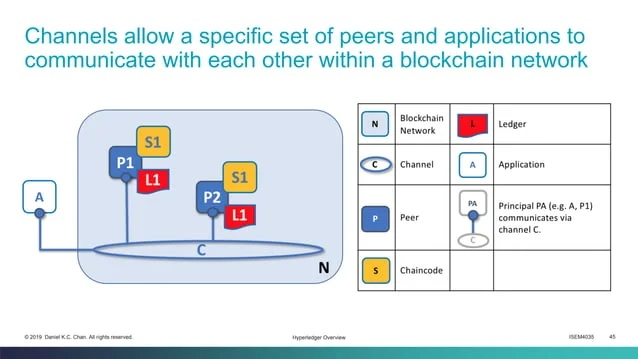 Channels allow a specific set of peers and applications to
communicate with each other within a blockchain network
S1
P1
L1
S1
P2
L1
A
C
N
N
Blockchain
Network
L
Ledger
C
Channel
A
Application
P
Peer
PA
C
Principal PA (e.g. A, P1)
communicates via
channel C.
S
Chaincode
© 2019 Daniel K.C. Chan. All rights reserved.
Hyperledger Overview
ISEM4035
45